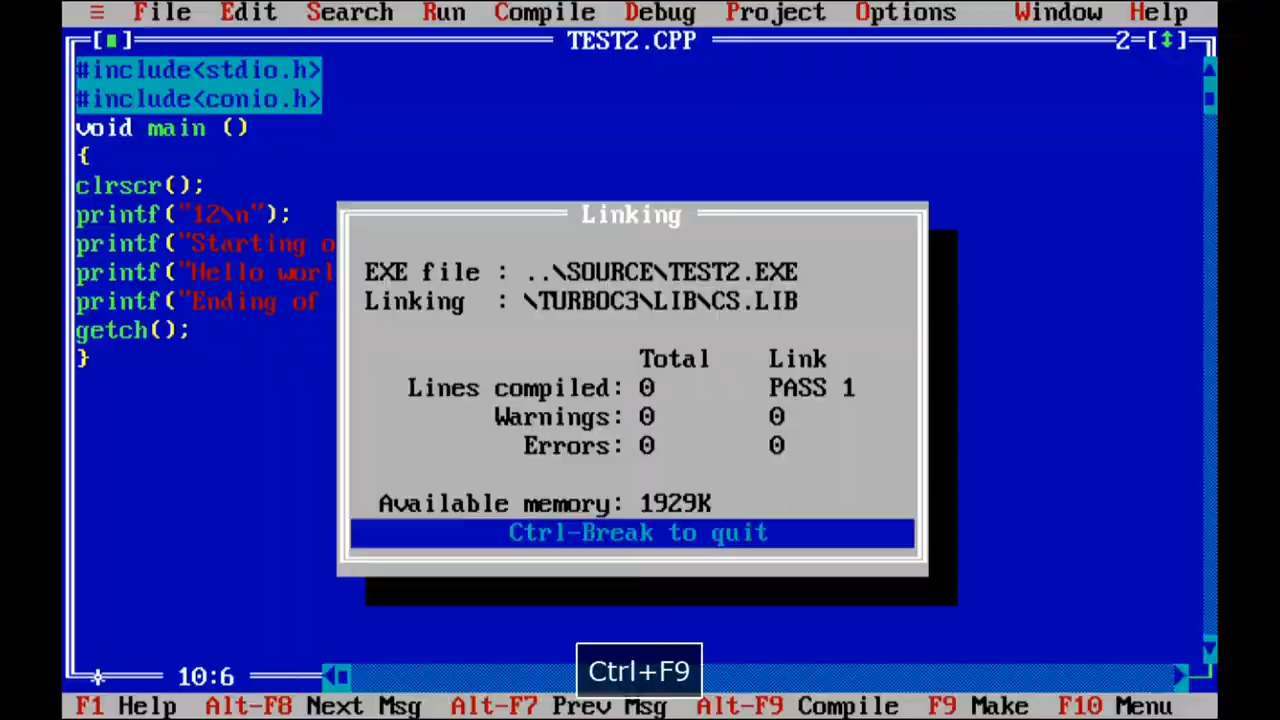 ≡ File Edit Search Run Compile Debug Project Options Window Help
[■] TEST2.CPP 2=[↕]
#include<stdio.h>
#include<conio.h>
void main ()
{
clrscr();
printf("12\n");
printf("Starting o
printf("Hello worl
printf("Ending of
getch();
}
Linking
EXE file : ..\SOURCE\TEST2.EXE
Linking : \TURBOC3\LIB\CS.LIB
Total Link
Lines compiled: 0 PASS 1
Warnings: 0 0
Errors: 0 0
Available memory: 1929K
Ctrl-Break to quit
10:6
Ctrl+F9
F1 Help Alt-F8 Next Msg Alt-F7 Prev Msg Alt-F9 Compile F9 Make F10 Menu